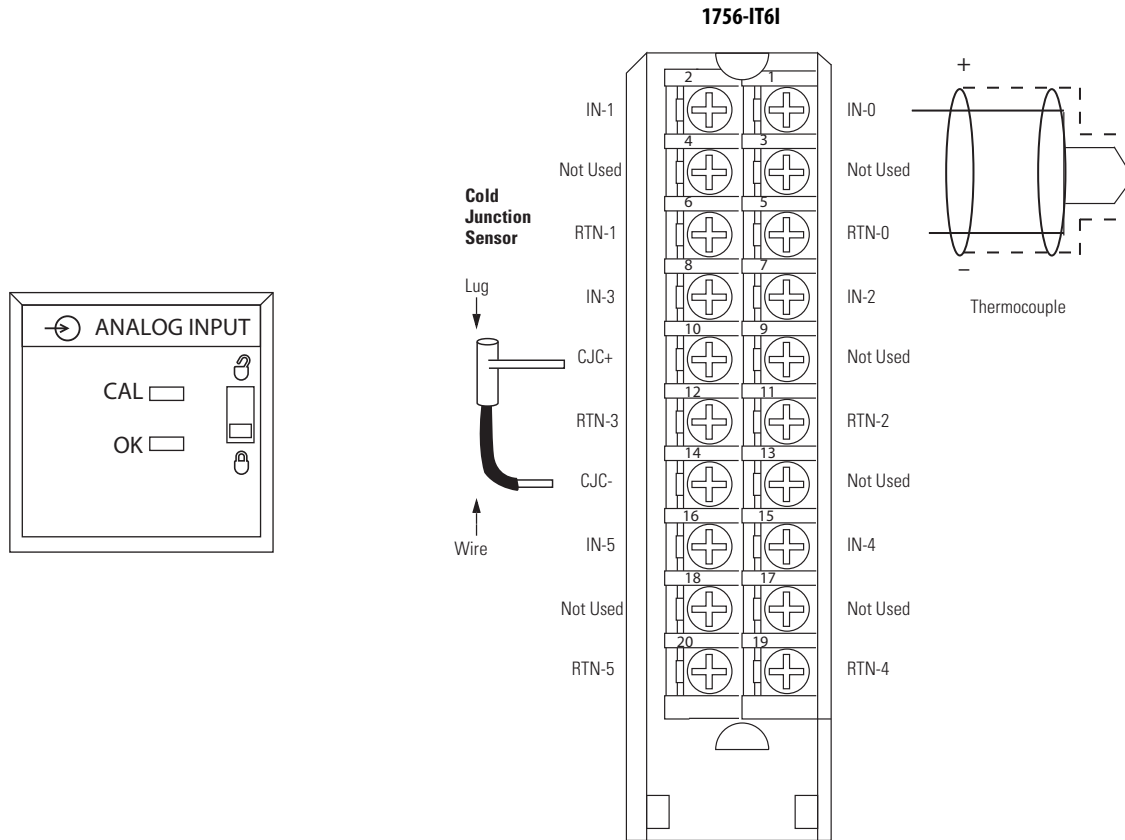 1756-IT6I
2 1
IN-1 IN-0 +
4 3
Not Used Not Used
Cold
Junction
Sensor
6 5
RTN-1 RTN-0
−
8 7
Lug IN-3 IN-2 Thermocouple
ANALOG INPUT
10 9
CJC+ Not Used
CAL
12 11
RTN-3 RTN-2
OK
14 13
CJC- Not Used
16 15
Wire IN-5 IN-4
18 17
Not Used Not Used
20 19
RTN-5 RTN-4